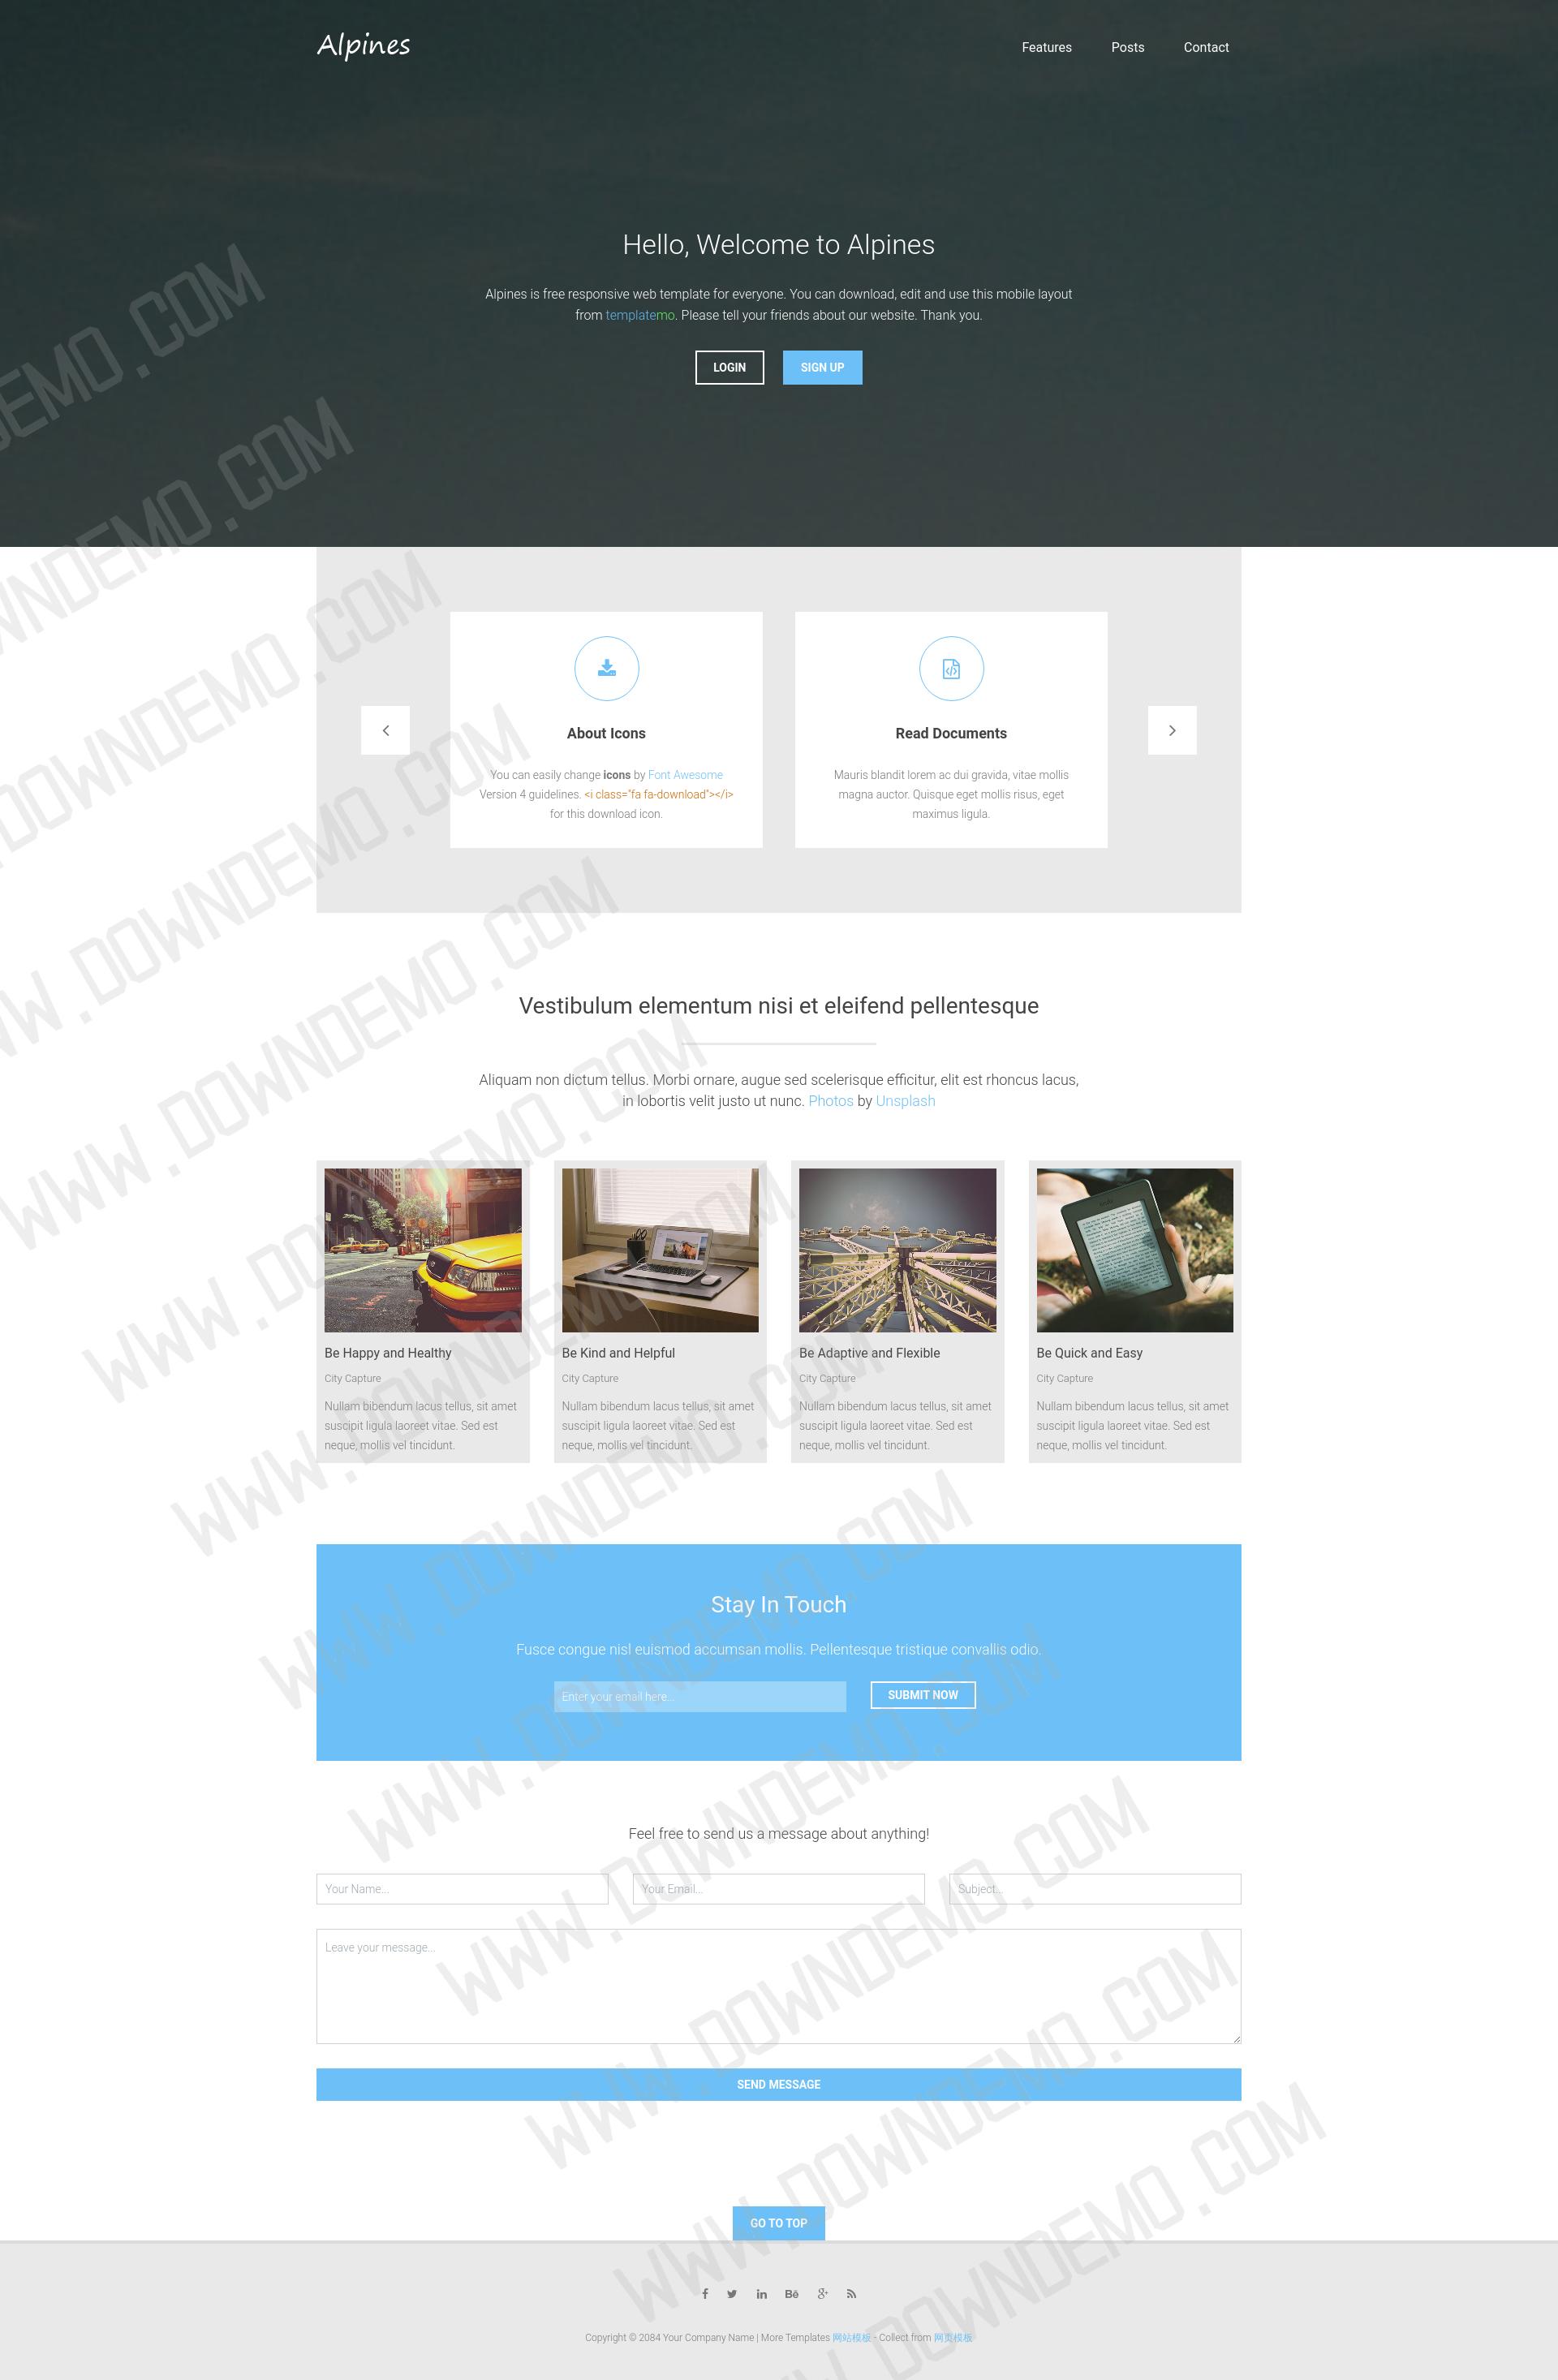 Alpines
Features Posts Contact
Hello, Welcome to Alpines
Alpines is free responsive web template for everyone. You can download, edit and use this mobile layout
from templatemo. Please tell your friends about our website. Thank you.
LOGIN SIGN UP
About Icons
You can easily change icons by Font Awesome
Version 4 guidelines. <i class="fa fa-download"></i>
for this download icon.
Read Documents
Mauris blandit lorem ac dui gravida, vitae mollis
magna auctor. Quisque eget mollis risus, eget
maximus ligula.
Vestibulum elementum nisi et eleifend pellentesque
Aliquam non dictum tellus. Morbi ornare, augue sed scelerisque efficitur, elit est rhoncus lacus,
in lobortis velit justo ut nunc. Photos by Unsplash
Be Happy and Healthy
City Capture
Nullam bibendum lacus tellus, sit amet
suscipit ligula laoreet vitae. Sed est
neque, mollis vel tincidunt.
Be Kind and Helpful
City Capture
Nullam bibendum lacus tellus, sit amet
suscipit ligula laoreet vitae. Sed est
neque, mollis vel tincidunt.
Be Adaptive and Flexible
City Capture
Nullam bibendum lacus tellus, sit amet
suscipit ligula laoreet vitae. Sed est
neque, mollis vel tincidunt.
Be Quick and Easy
City Capture
Nullam bibendum lacus tellus, sit amet
suscipit ligula laoreet vitae. Sed est
neque, mollis vel tincidunt.
Stay In Touch
Fusce congue nisl euismod accumsan mollis. Pellentesque tristique convallis odio.
Enter your email here... SUBMIT NOW
Feel free to send us a message about anything!
Your Name... Your Email... Subject...
Leave your message...
SEND MESSAGE
GO TO TOP
Copyright © 2084 Your Company Name | More Templates 网站模板 - Collect from 网页模板
WWW.DOWNDEMO.COM